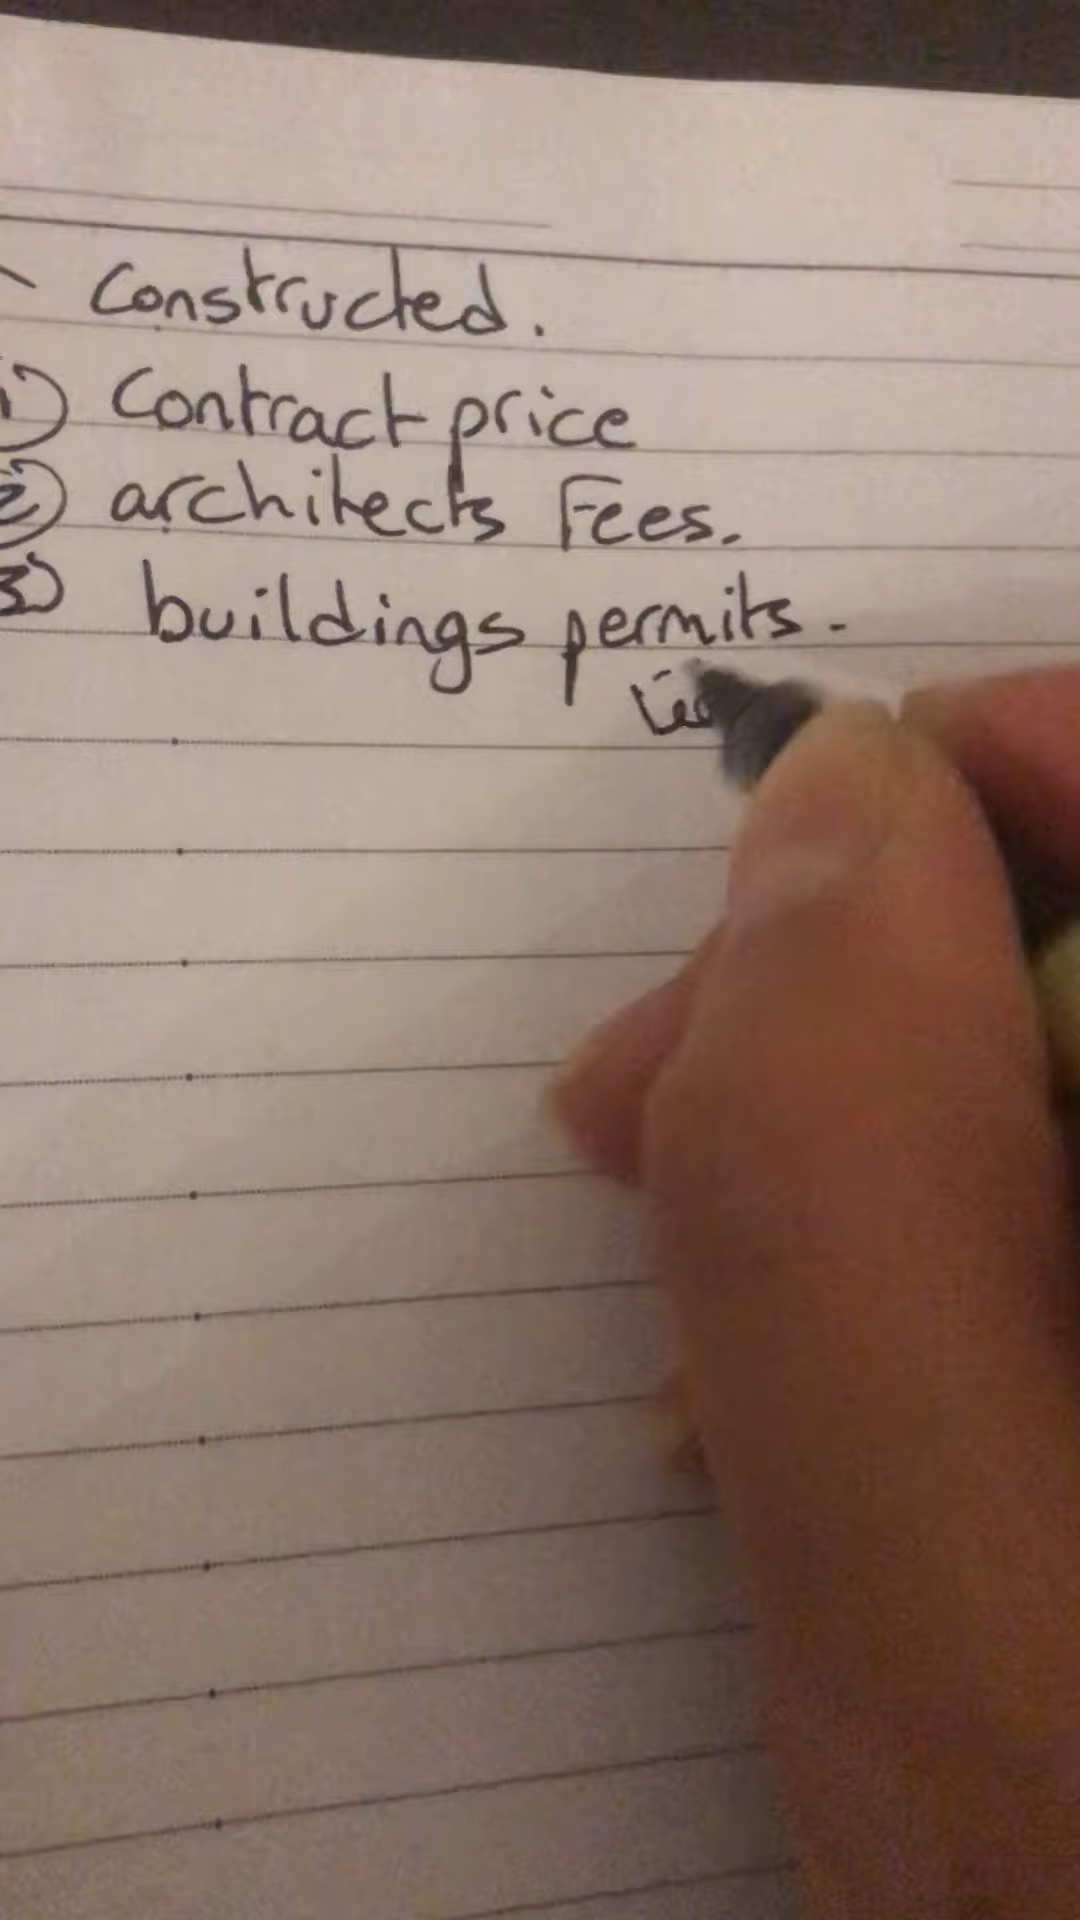 Constructed.
1) Contract price
2) architects Fees.
3) buildings permits.